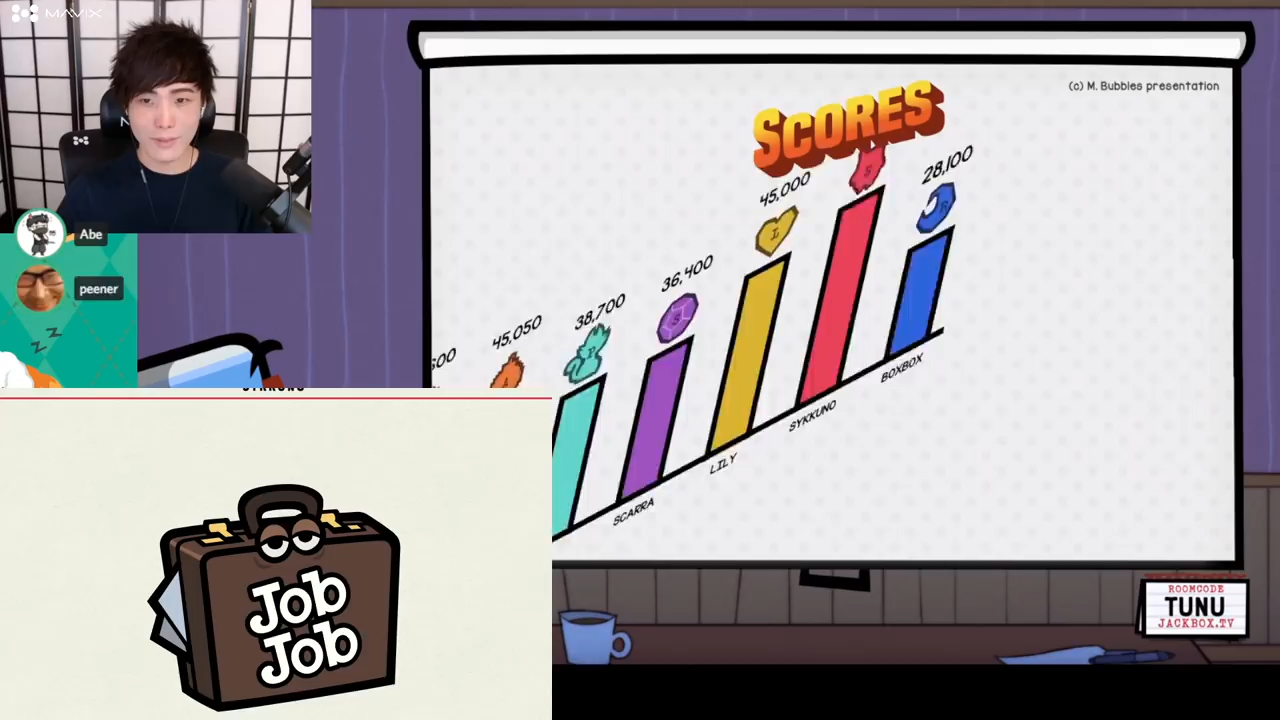 MAVIX
(c) M. Bubbles presentation
SCORES
28,100
45,000
36,400
38,700
45,050
Abe
peener
BOXBOX
SYKKUNO
LILY
SCARRA
Job
Job
ROOMCODE
TUNU
JACKBOX.TV